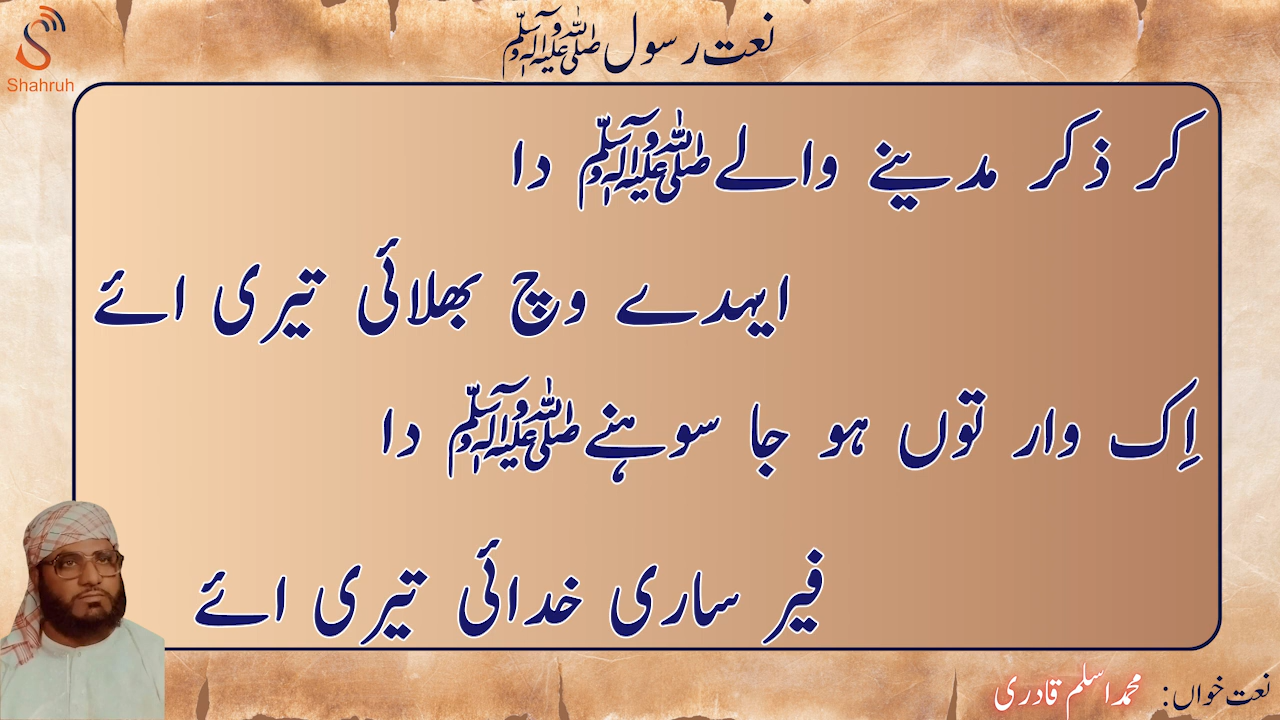 نعت رسول ﷺ
Shahruh
کر ذکر مدینے والے ﷺ دا
ایہدے وچ بھلائی تیری اے
اِک وار توں ہو جا سوہنے ﷺ دا
فیر ساری خدائی تیری اے
نعت خواں: محمد اسلم قادری